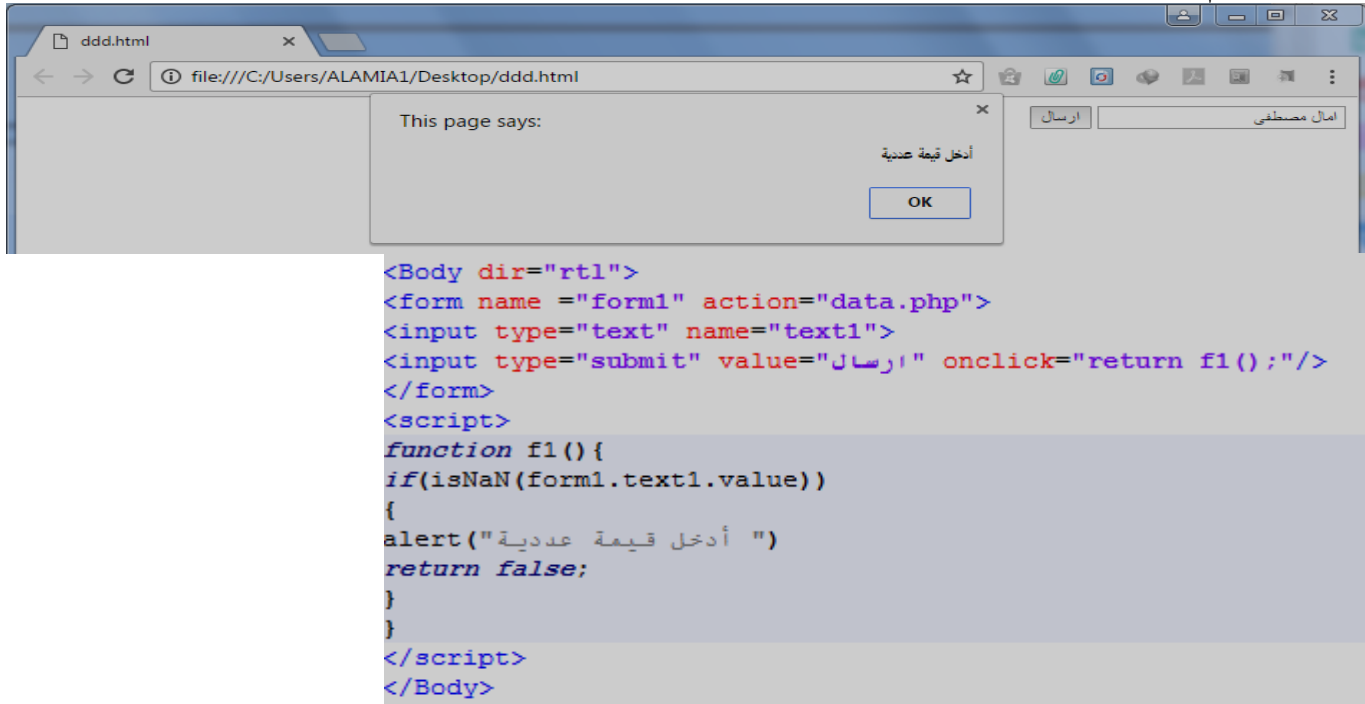 ddd.html
file:///C:/Users/ALAMIA1/Desktop/ddd.html
This page says:
أدخل قيمة عددية
OK
امال مصطفى
ارسال
<Body dir="rtl">
<form name ="form1" action="data.php">
<input type="text" name="text1">
<input type="submit" value="ارسال" onclick="return f1();"/>
</form>
<script>
function f1(){
if(isNaN(form1.text1.value))
{
alert("أدخل قيمة عددية ")
return false;
}
}
</script>
</Body>